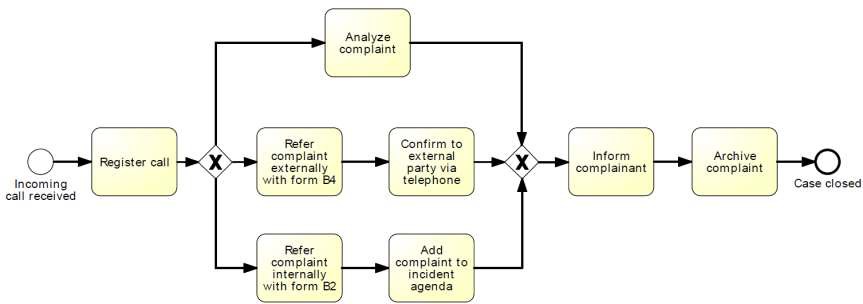 Analyze
complaint
Incoming
call received
Register call
X
Refer
complaint
externally
with form B4
Confirm to
external
party via
telephone
Refer
complaint
internally
with form B2
Add
complaint to
incident
agenda
X
Inform
complainant
Archive
complaint
Case closed